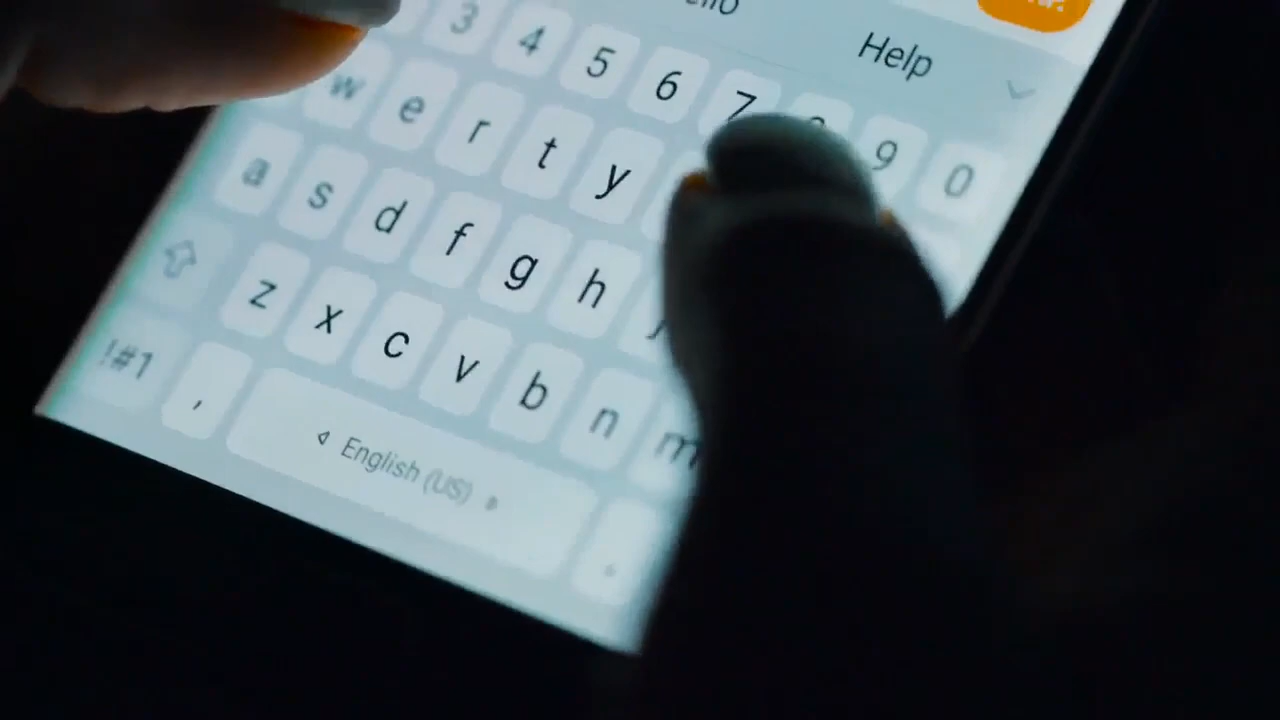 Help
3 4 5 6 7 9 0
w e r t y
a s d f g h
z x c v b n m
!#1 , English (US) .